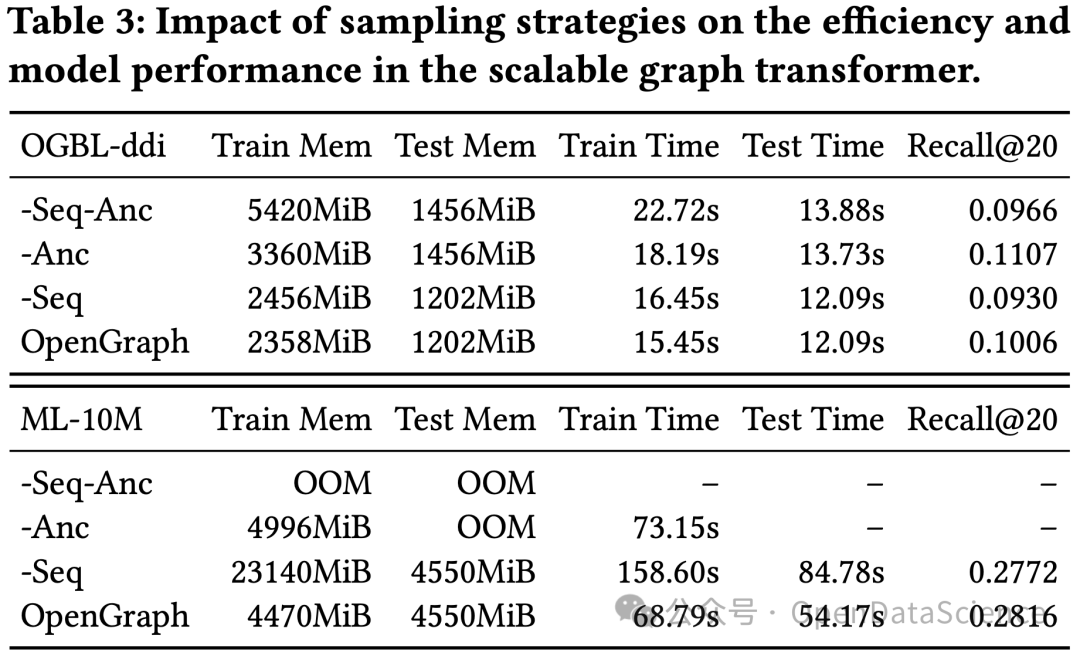 Table 3: Impact of sampling strategies on the efficiency and
model performance in the scalable graph transformer.
OGBL-ddi Train Mem Test Mem Train Time Test Time Recall@20
-Seq-Anc 5420MiB 1456MiB 22.72s 13.88s 0.0966
-Anc 3360MiB 1456MiB 18.19s 13.73s 0.1107
-Seq 2456MiB 1202MiB 16.45s 12.09s 0.0930
OpenGraph 2358MiB 1202MiB 15.45s 12.09s 0.1006
ML-10M Train Mem Test Mem Train Time Test Time Recall@20
-Seq-Anc OOM OOM – – –
-Anc 4996MiB OOM 73.15s – –
-Seq 23140MiB 4550MiB 158.60s 84.78s 0.2772
OpenGraph 4470MiB 4550MiB 68.79s 54.17s 0.2816
公众号 · OpenDataScience